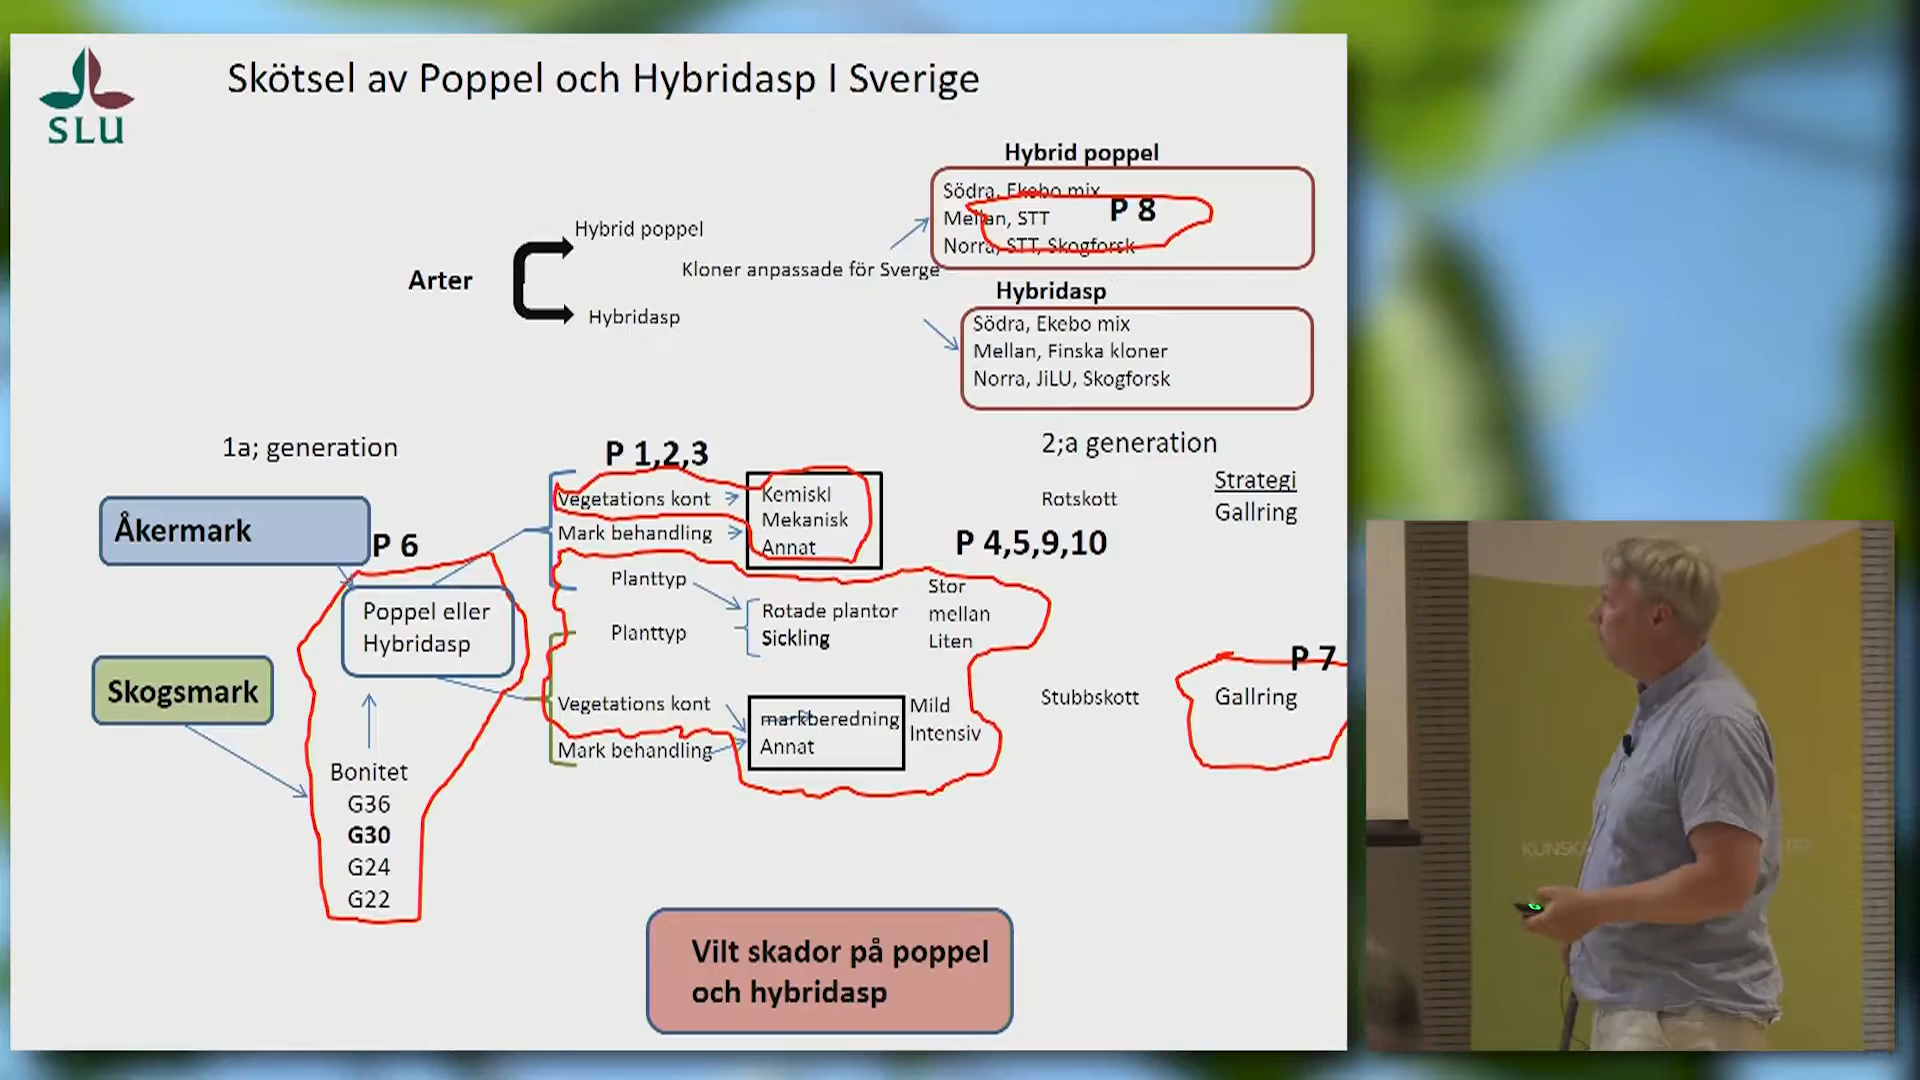 SLU
Skötsel av Poppel och Hybridasp I Sverige
Hybrid poppel
Södra, Ekebo mix
Mellan, STT
P 8
Norra, STT, Skogforsk
Hybrid poppel
Arter
Kloner anpassade för Sverge
Hybridasp
Hybridasp
Södra, Ekebo mix
Mellan, Finska kloner
Norra, JiLU, Skogforsk
1a; generation
P 1,2,3
2;a generation
Strategi
Gallring
Vegetations kont
Kemiskl
Mekanisk
Annat
Mark behandling
Rotskott
Åkermark
P 6
P 4,5,9,10
Planttyp
Stor
mellan
Liten
Poppel eller
Hybridasp
Rotade plantor
Sickling
Planttyp
P 7
Skogsmark
Gallring
Stubbskott
Vegetations kont
markberedning
Annat
Mild
Intensiv
Mark behandling
Bonitet
G36
G30
G24
G22
Vilt skador på poppel
och hybridasp
KUNSKA